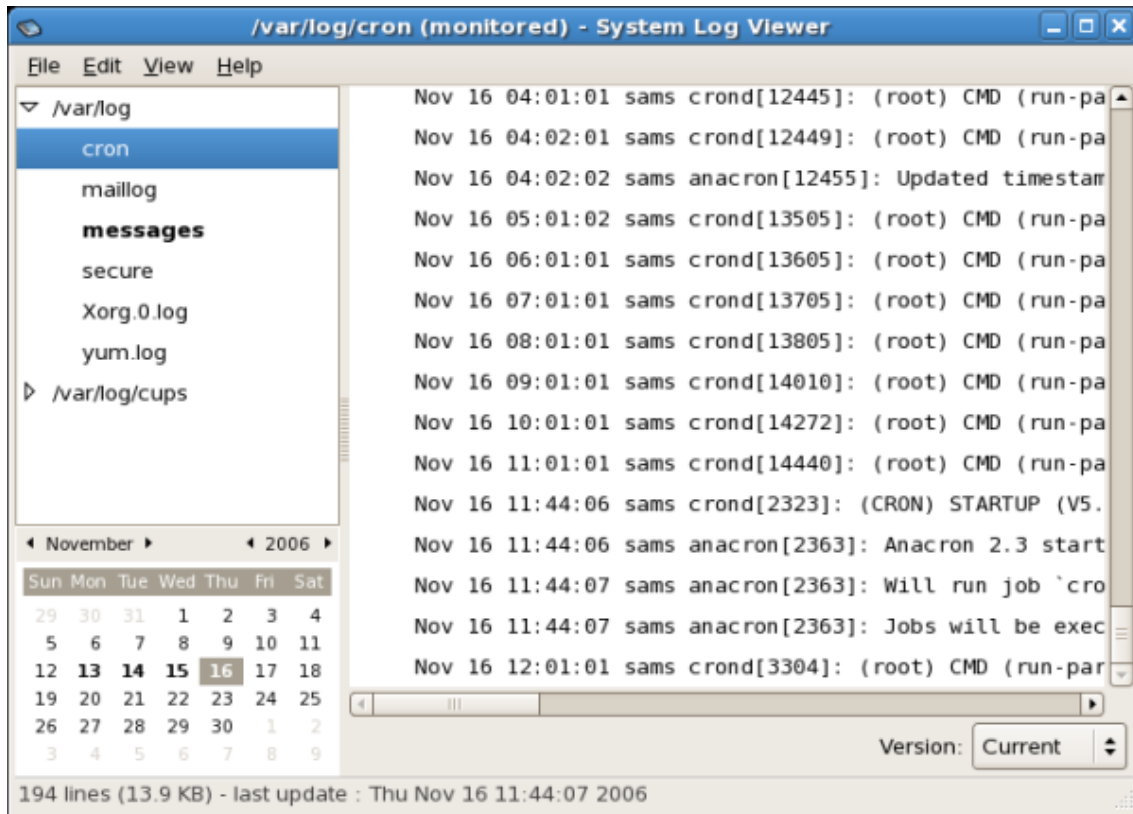 /var/log/cron (monitored) - System Log Viewer
File Edit View Help
/var/log
cron
maillog
messages
secure
Xorg.0.log
yum.log
/var/log/cups
November 2006
Sun Mon Tue Wed Thu Fri Sat
29 30 31 1 2 3 4
5 6 7 8 9 10 11
12 13 14 15 16 17 18
19 20 21 22 23 24 25
26 27 28 29 30 1 2
3 4 5 6 7 8 9
Nov 16 04:01:01 sams crond[12445]: (root) CMD (run-pa
Nov 16 04:02:01 sams crond[12449]: (root) CMD (run-pa
Nov 16 04:02:02 sams anacron[12455]: Updated timestam
Nov 16 05:01:02 sams crond[13505]: (root) CMD (run-pa
Nov 16 06:01:01 sams crond[13605]: (root) CMD (run-pa
Nov 16 07:01:01 sams crond[13705]: (root) CMD (run-pa
Nov 16 08:01:01 sams crond[13805]: (root) CMD (run-pa
Nov 16 09:01:01 sams crond[14010]: (root) CMD (run-pa
Nov 16 10:01:01 sams crond[14272]: (root) CMD (run-pa
Nov 16 11:01:01 sams crond[14440]: (root) CMD (run-pa
Nov 16 11:44:06 sams crond[2323]: (CRON) STARTUP (V5.
Nov 16 11:44:06 sams anacron[2363]: Anacron 2.3 start
Nov 16 11:44:07 sams anacron[2363]: Will run job `cro
Nov 16 11:44:07 sams anacron[2363]: Jobs will be exec
Nov 16 12:01:01 sams crond[3304]: (root) CMD (run-par
Version: Current
194 lines (13.9 KB) - last update : Thu Nov 16 11:44:07 2006